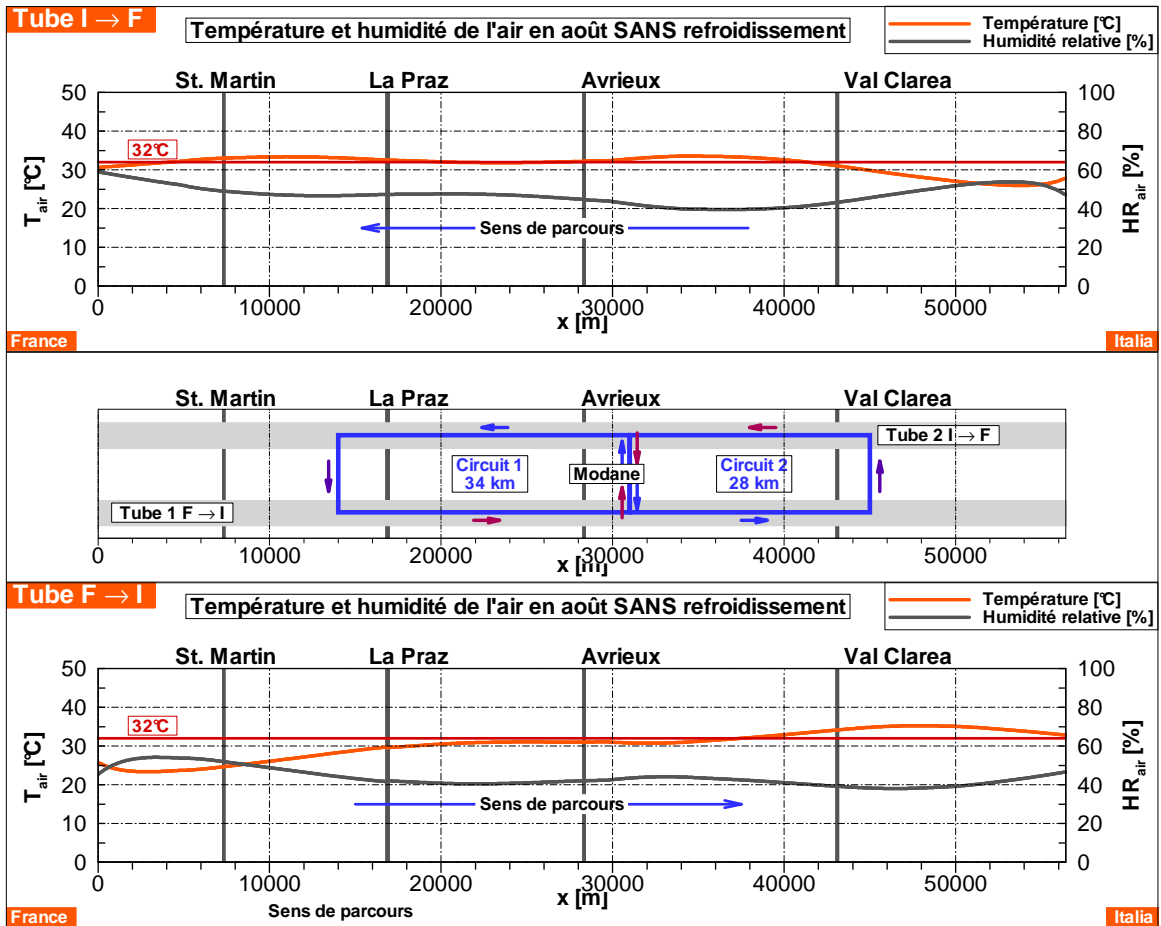 Tube I → F
Température et humidité de l'air en août SANS refroidissement
Température [°C]
Humidité relative [%]
St. Martin La Praz Avrieux Val Clarea
50 100
40 80
32°C
30 60
20 40
10 20
0 0
T_air [°C]
HR_air [%]
Sens de parcours
0 10000 20000 30000 40000 50000
x [m]
France Italia
St. Martin La Praz Avrieux Val Clarea
Tube 2 I → F
Circuit 1
34 km
Modane
Circuit 2
28 km
Tube 1 F → I
0 10000 20000 30000 40000 50000
x [m]
Tube F → I
Température et humidité de l'air en août SANS refroidissement
Température [°C]
Humidité relative [%]
St. Martin La Praz Avrieux Val Clarea
50 100
40 80
32°C
30 60
20 40
10 20
0 0
T_air [°C]
HR_air [%]
Sens de parcours
0 10000 20000 30000 40000 50000
x [m]
Sens de parcours
France Italia